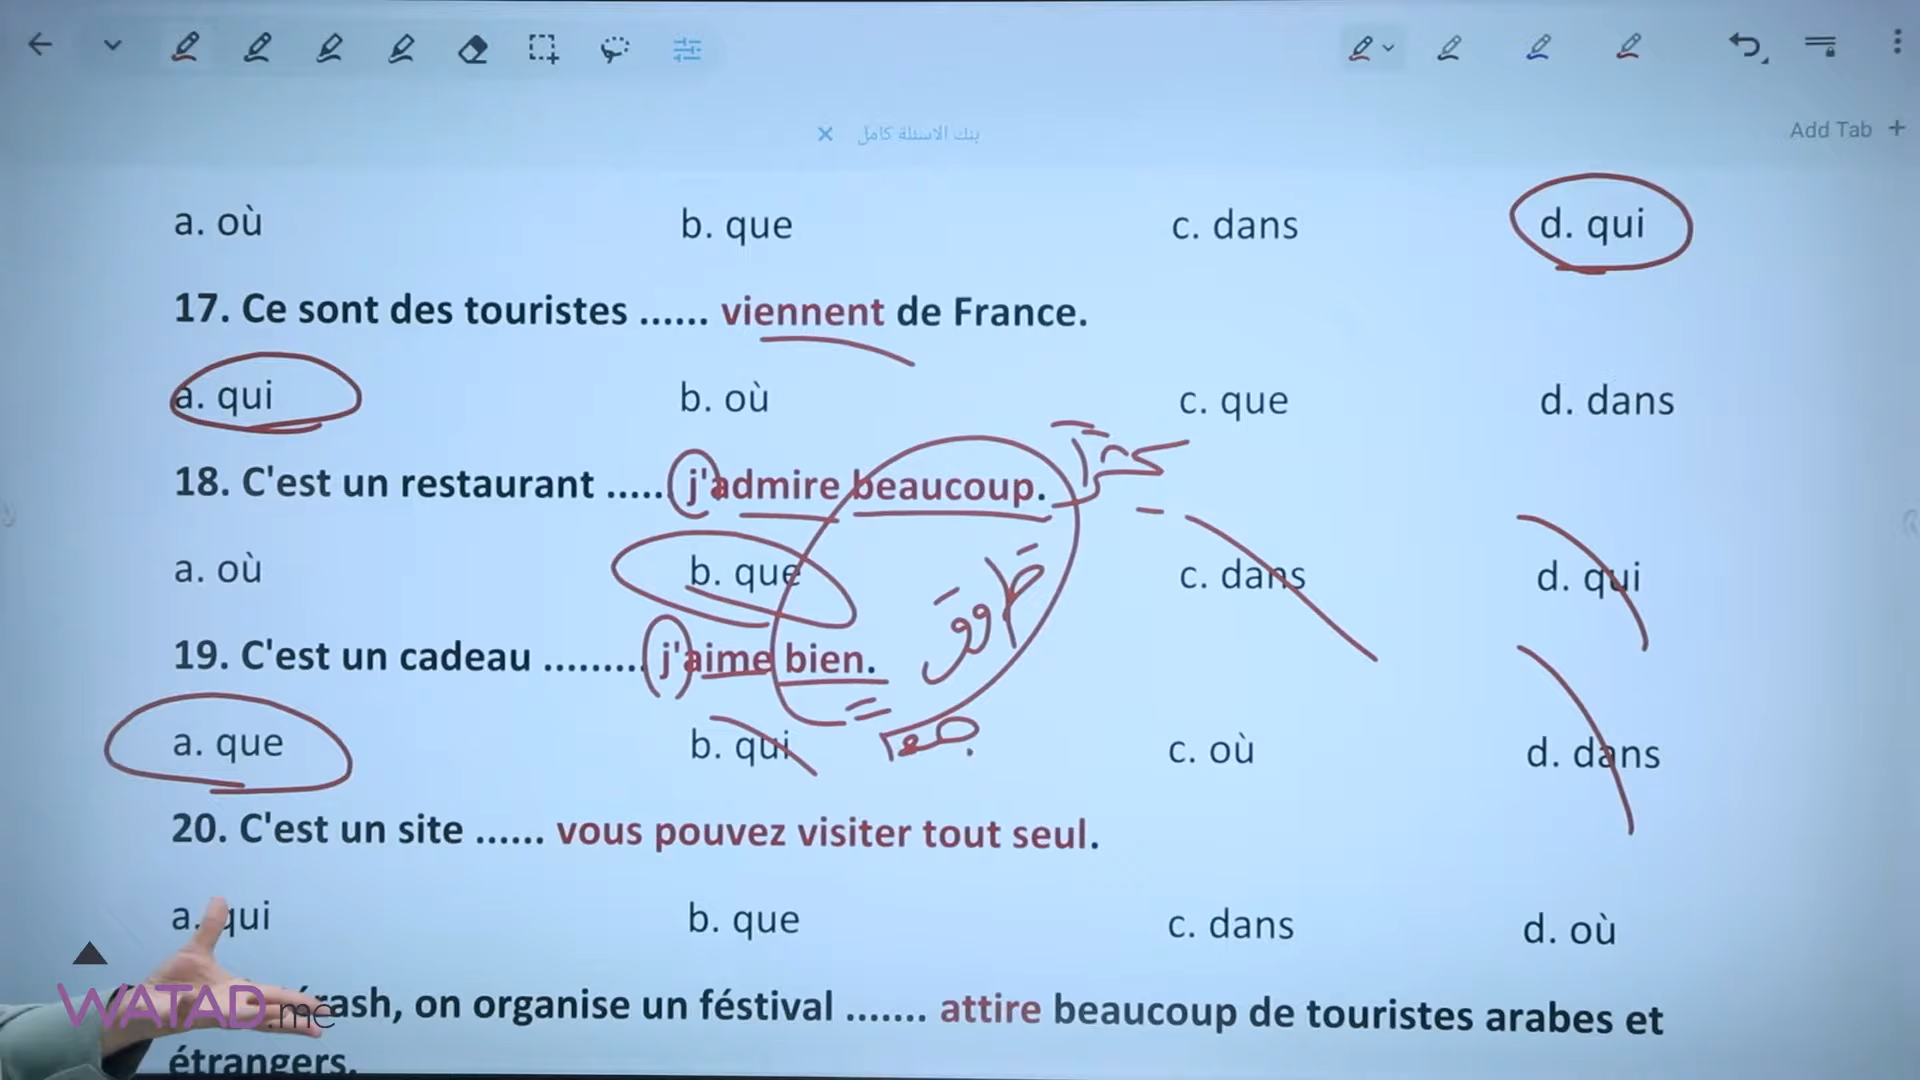 بنك الاسئلة كامل
Add Tab +
a. où b. que c. dans d. qui
17. Ce sont des touristes ...... viennent de France.
a. qui b. où c. que d. dans
18. C'est un restaurant ..... j'admire beaucoup.
a. où b. que c. dans d. qui
19. C'est un cadeau ......... j'aime bien.
a. que b. qui c. où d. dans
20. C'est un site ...... vous pouvez visiter tout seul.
a. qui b. que c. dans d. où
rash, on organise un féstival ....... attire beaucoup de touristes arabes et
étrangers.
WATAD.me